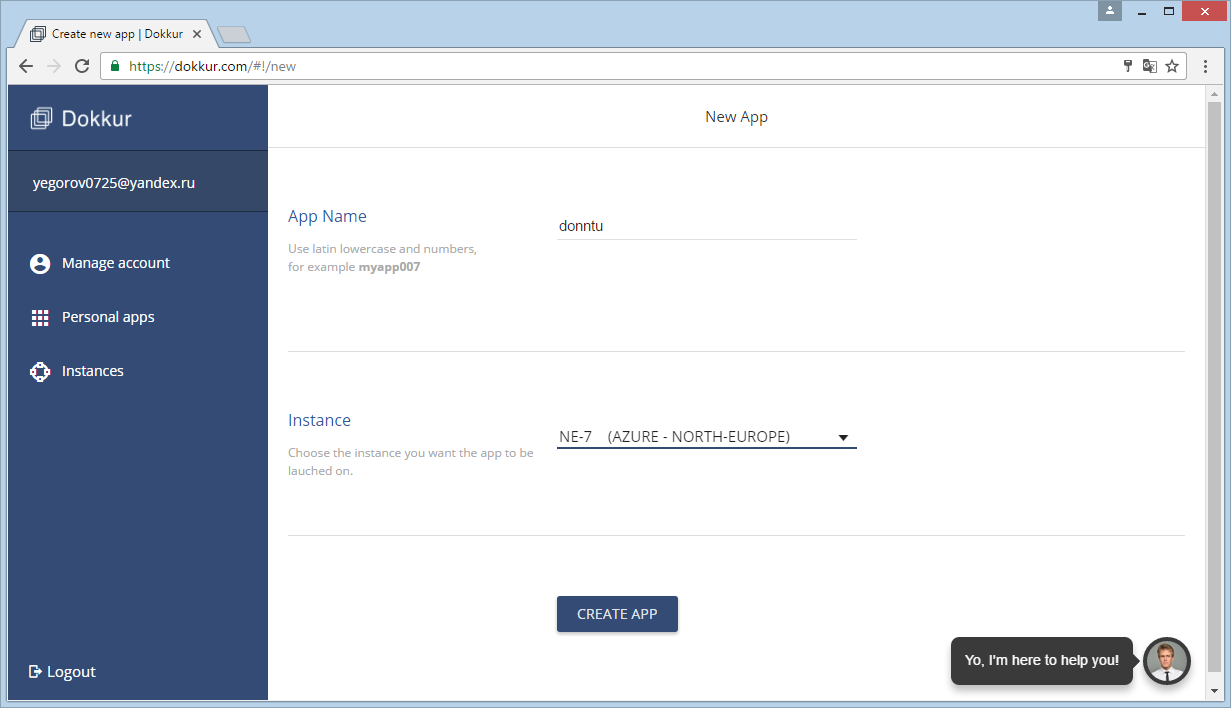 Create new app | Dokkur
https://dokkur.com/#!/new
Dokkur
New App
yegorov0725@yandex.ru
Manage account
Personal apps
Instances
Logout
App Name
Use latin lowercase and numbers,
for example myapp007
donntu
Instance
Choose the instance you want the app to be
lauched on.
NE-7 (AZURE - NORTH-EUROPE)
CREATE APP
Yo, I'm here to help you!